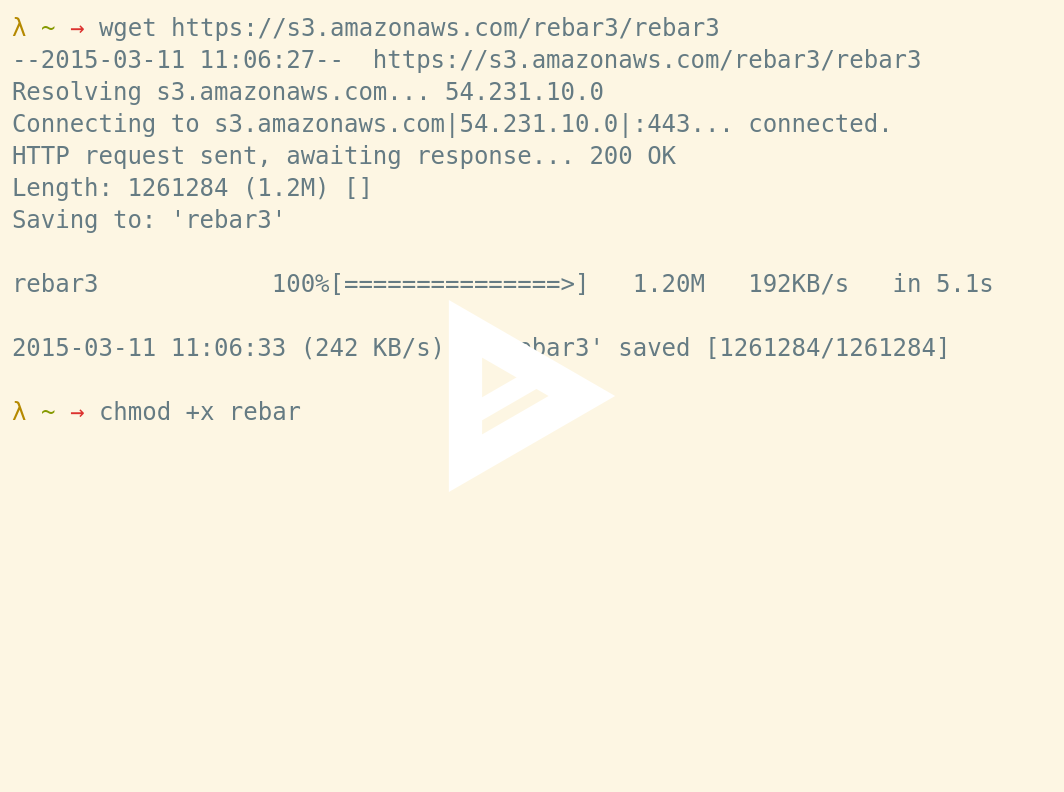 λ ~ → wget https://s3.amazonaws.com/rebar3/rebar3
--2015-03-11 11:06:27--  https://s3.amazonaws.com/rebar3/rebar3
Resolving s3.amazonaws.com... 54.231.10.0
Connecting to s3.amazonaws.com|54.231.10.0|:443... connected.
HTTP request sent, awaiting response... 200 OK
Length: 1261284 (1.2M) []
Saving to: 'rebar3'
rebar3            100%[===============>]   1.20M   192KB/s   in 5.1s
2015-03-11 11:06:33 (242 KB/s) ebar3' saved [1261284/1261284]
λ ~ → chmod +x rebar